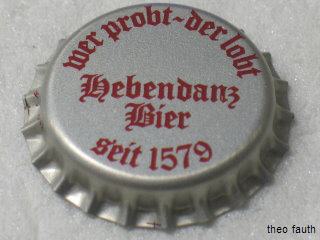 wer probt-der lobt
Hebendanz
Bier
seit 1579
theo fauth